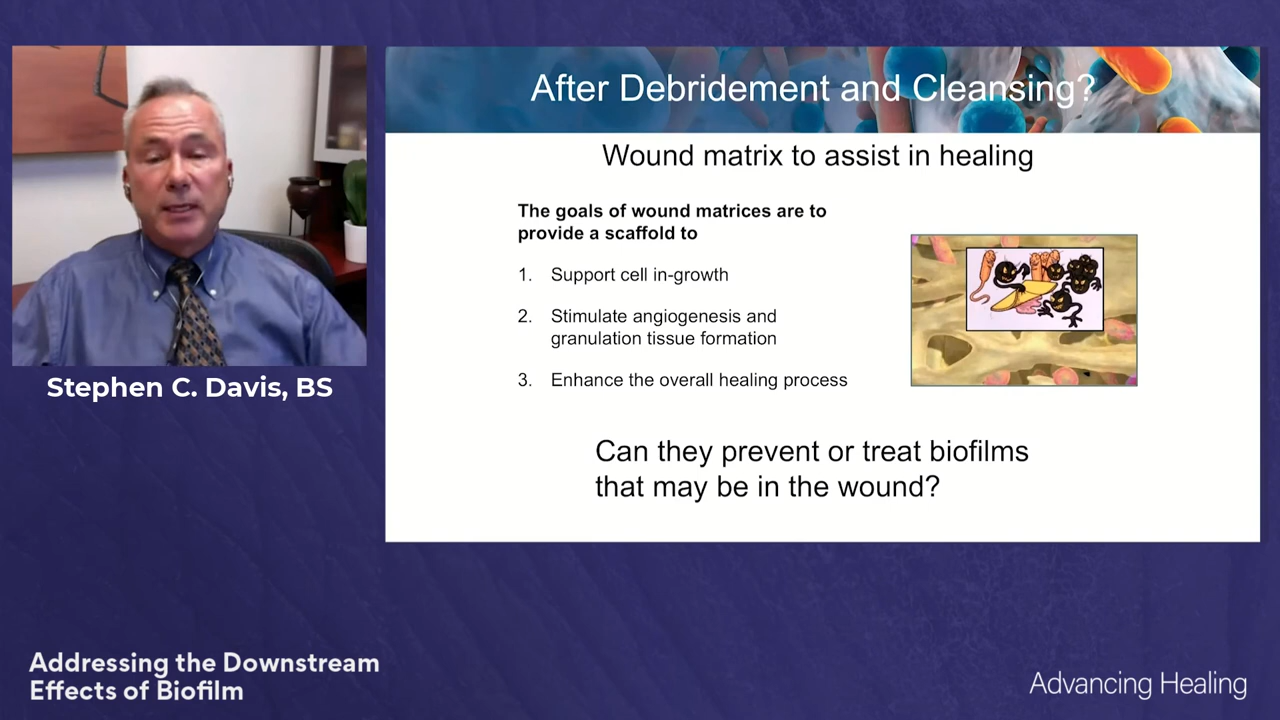 After Debridement and Cleansing?
Wound matrix to assist in healing
The goals of wound matrices are to
provide a scaffold to
1. Support cell in-growth
2. Stimulate angiogenesis and
granulation tissue formation
3. Enhance the overall healing process
Can they prevent or treat biofilms
that may be in the wound?
Stephen C. Davis, BS
Addressing the Downstream
Effects of Biofilm
Advancing Healing